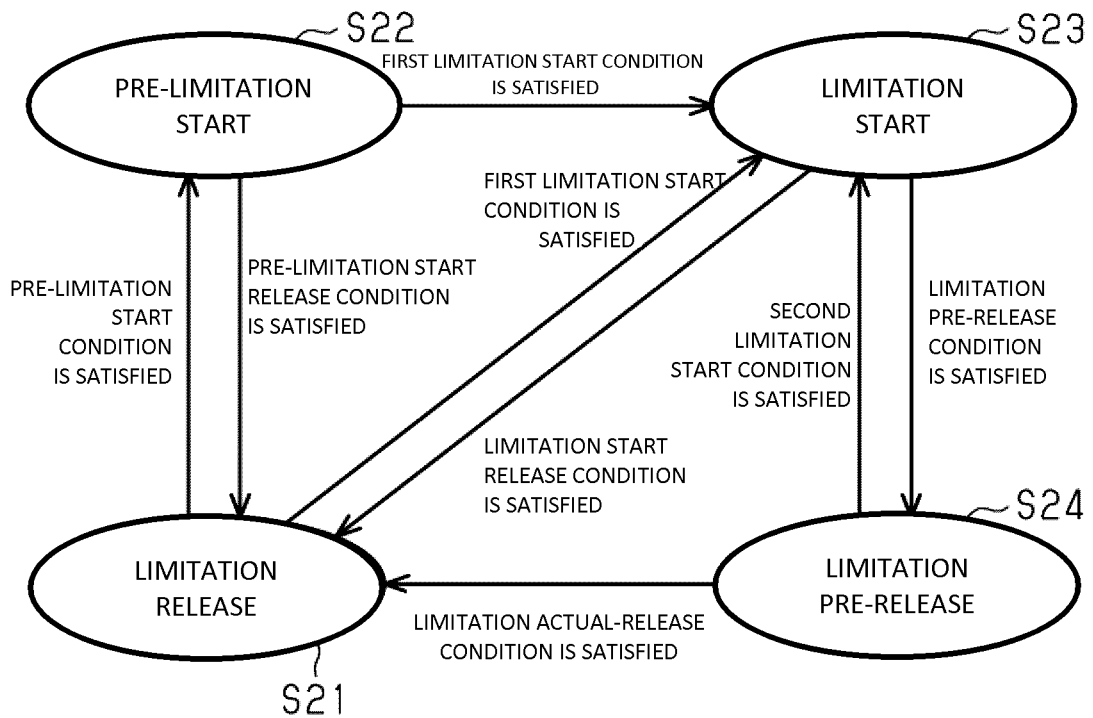 S22
S23
PRE-LIMITATION
START
FIRST LIMITATION START CONDITION
IS SATISFIED
LIMITATION
START
FIRST LIMITATION START
CONDITION IS
SATISFIED
PRE-LIMITATION
START
CONDITION
IS SATISFIED
PRE-LIMITATION START
RELEASE CONDITION
IS SATISFIED
SECOND
LIMITATION
START CONDITION
IS SATISFIED
LIMITATION
PRE-RELEASE
CONDITION
IS SATISFIED
LIMITATION START
RELEASE CONDITION
IS SATISFIED
S24
LIMITATION
RELEASE
LIMITATION
PRE-RELEASE
LIMITATION ACTUAL-RELEASE
CONDITION IS SATISFIED
S21